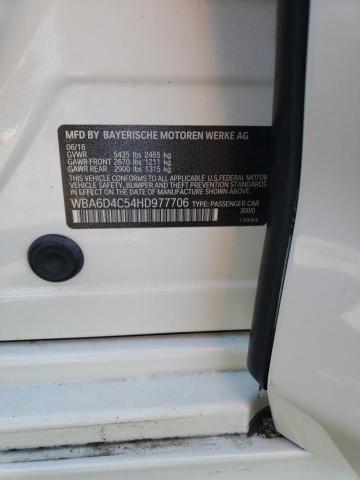 MFD BY BAYERISCHE MOTOREN WERKE AG
06/16
GVWR 5435 lbs 2465 kg
GAWR FRONT 2670 lbs 1211 kg
GAWR REAR 2900 lbs 1315 kg
THIS VEHICLE CONFORMS TO ALL APPLICABLE U.S. FEDERAL MOTOR
VEHICLE SAFETY, BUMPER, AND THEFT PREVENTION STANDARDS
IN EFFECT ON THE DATE OF MANUFACTURE SHOWN ABOVE.
WBA6D4C54HD977706 TYPE: PASSENGER CAR
300/0